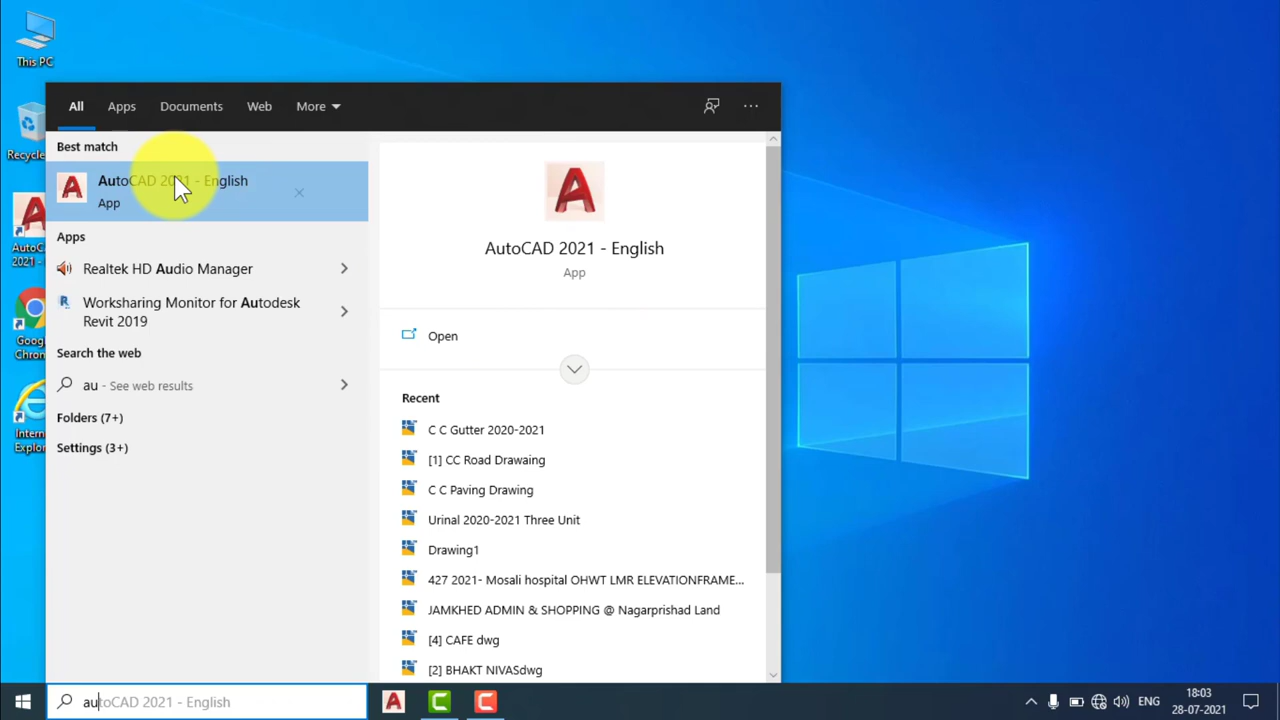 This PC
Recycle
AutoC
2021 -
Goog
Chron
Intern
Explor
All Apps Documents Web More
Best match
AutoCAD 2021 - English
App
Apps
Realtek HD Audio Manager
Worksharing Monitor for Autodesk
Revit 2019
Search the web
au - See web results
Folders (7+)
Settings (3+)
AutoCAD 2021 - English
App
Open
Recent
C C Gutter 2020-2021
[1] CC Road Drawaing
C C Paving Drawing
Urinal 2020-2021 Three Unit
Drawing1
427 2021- Mosali hospital OHWT LMR ELEVATIONFRAME...
JAMKHED ADMIN & SHOPPING @ Nagarprishad Land
[4] CAFE dwg
[2] BHAKT NIVASdwg
autoCAD 2021 - English
ENG
18:03
28-07-2021